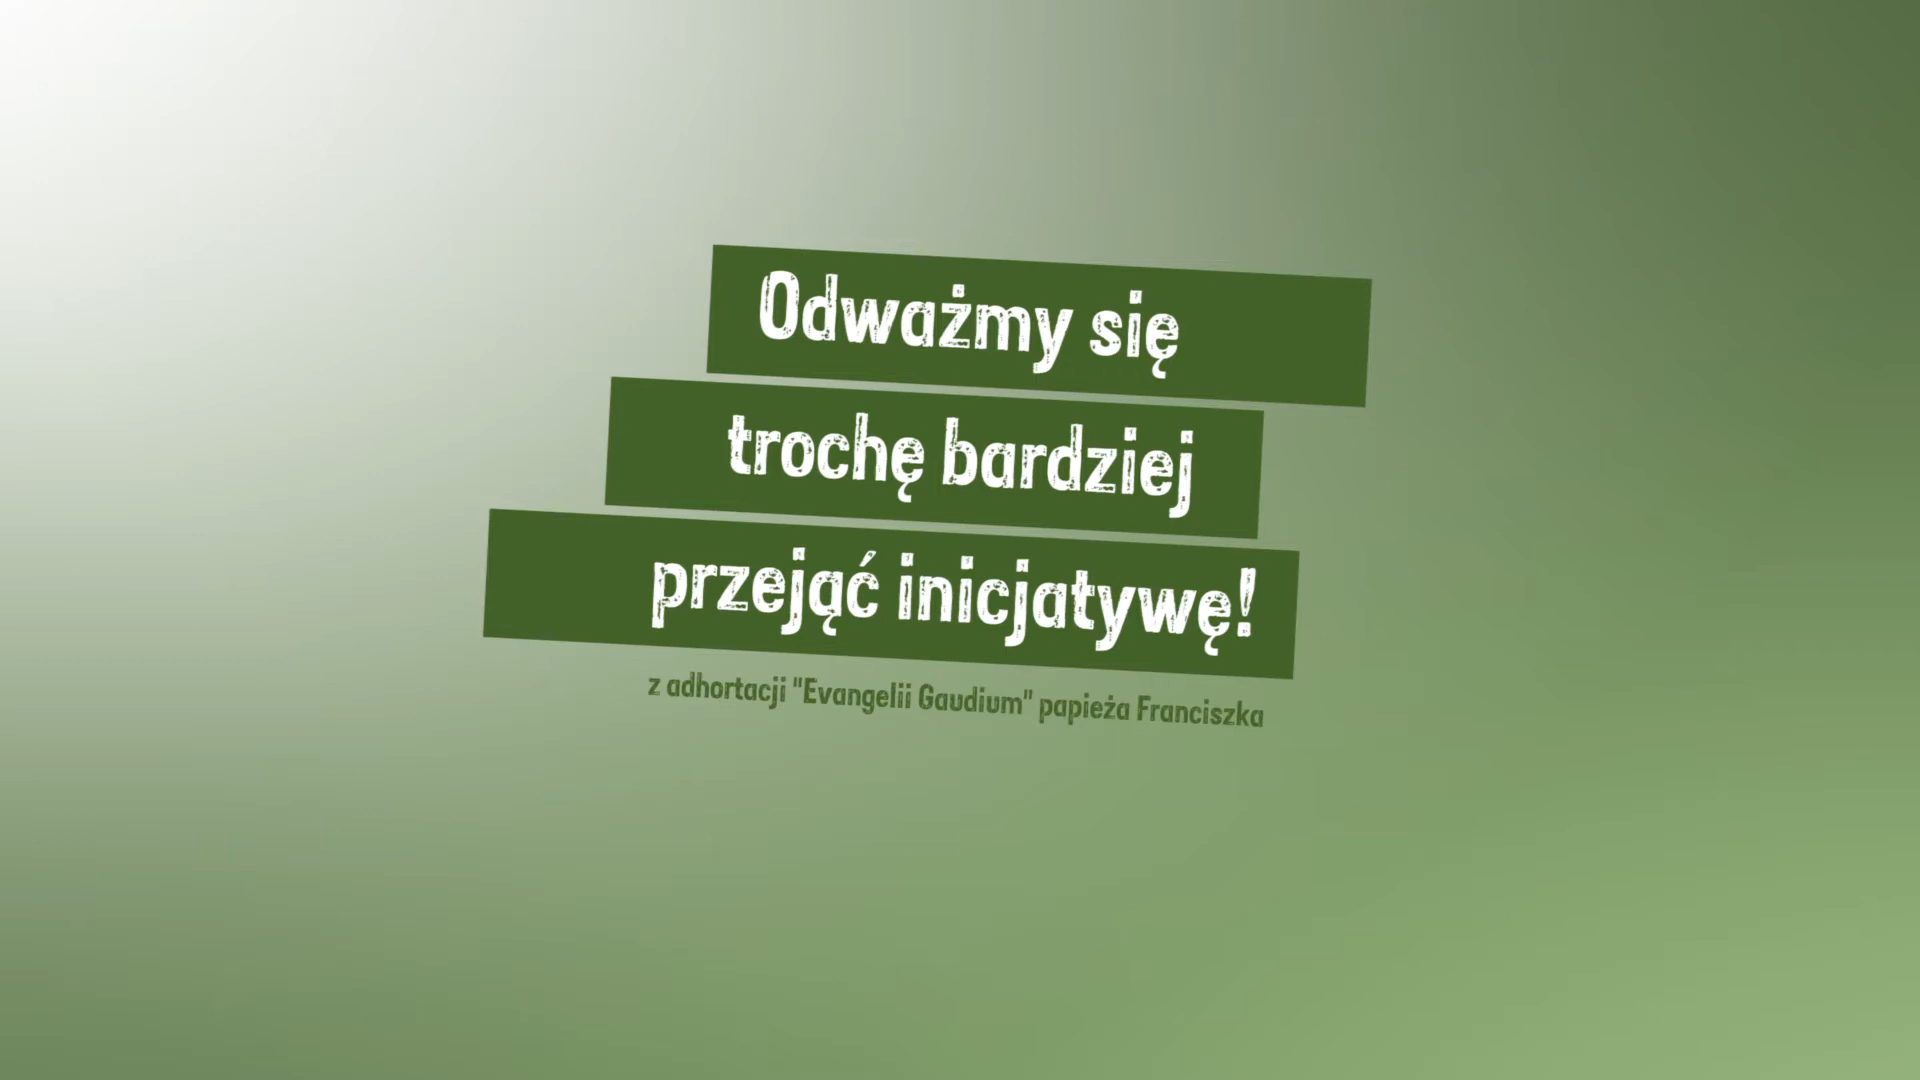 Odważmy się
trochę bardziej
przejąć inicjatywę!
z adhortacji "Evangelii Gaudium" papieża Franciszka